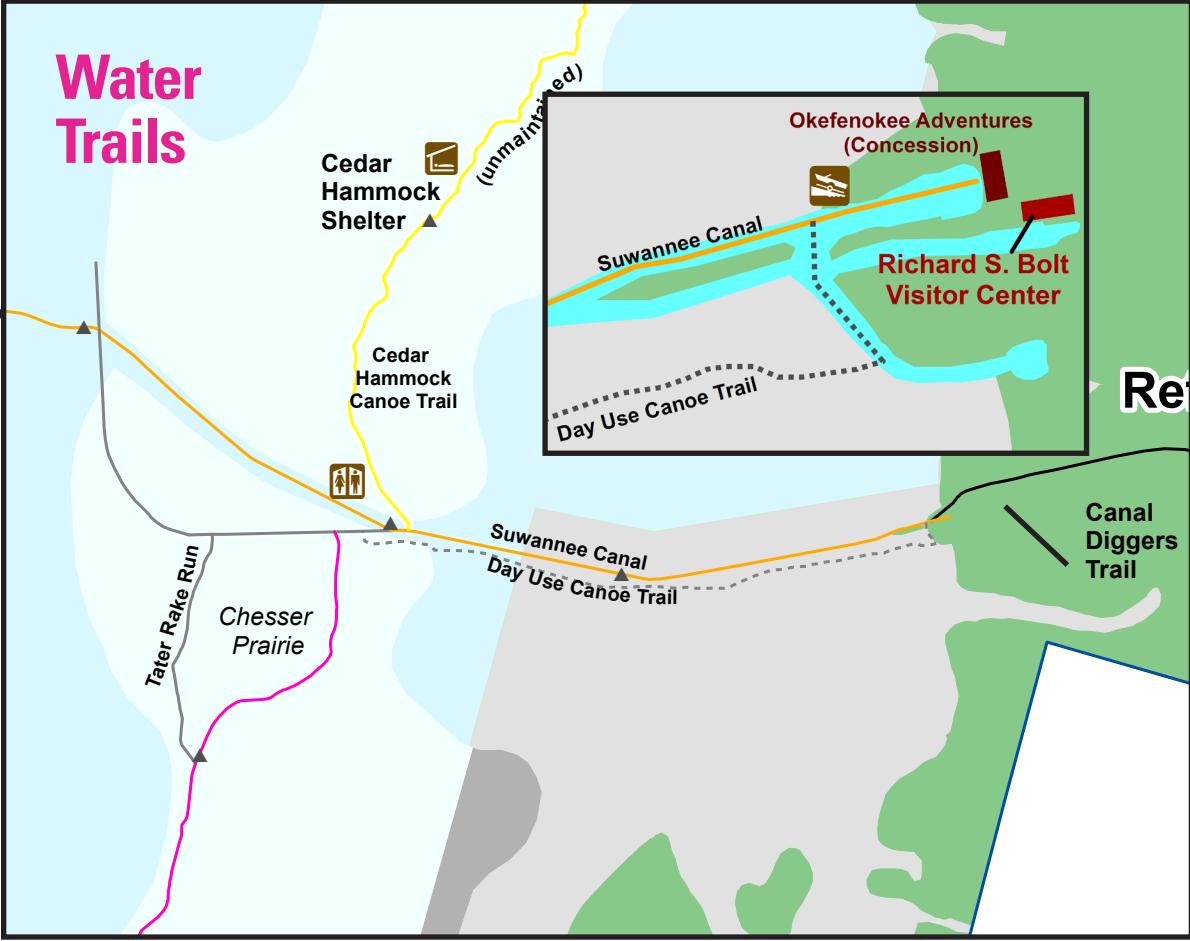 Water
Trails
Cedar
Hammock
Shelter
(unmaintained)
Okefenokee Adventures
(Concession)
Suwannee Canal
Richard S. Bolt
Visitor Center
Day Use Canoe Trail
Cedar
Hammock
Canoe Trail
Suwannee Canal
Day Use Canoe Trail
Canal
Diggers
Trail
Tater Rake Run
Chesser
Prairie